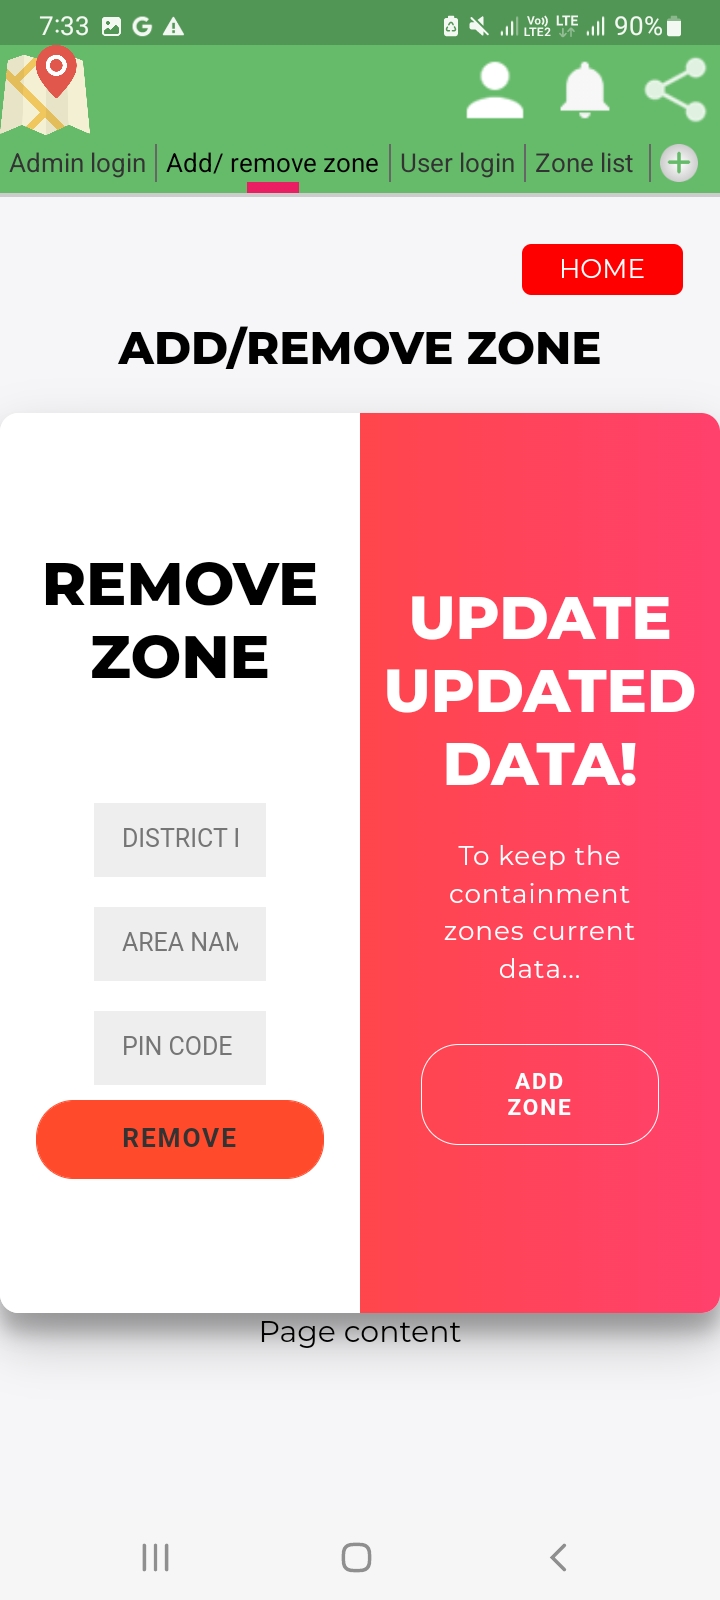 7:33 G Vo)) LTE2 LTE 90%
Admin login Add/ remove zone User login Zone list
HOME
ADD/REMOVE ZONE
REMOVE
ZONE
DISTRICT
AREA NAM
PIN CODE
REMOVE
UPDATE
UPDATED
DATA!
To keep the
containment
zones current
data...
ADD
ZONE
Page content